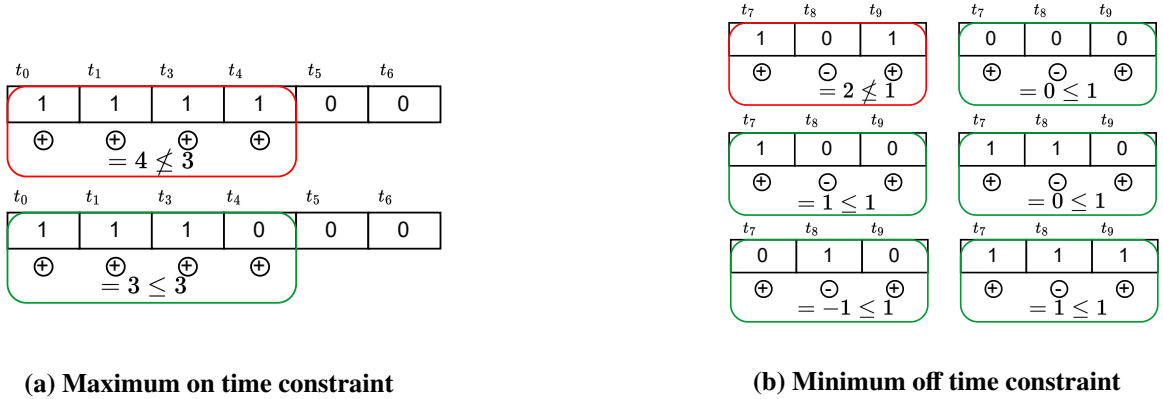 t0 t1 t3 t4 t5 t6
1 1 1 1 0 0
+ + + +
= 4 ≰ 3
t0 t1 t3 t4 t5 t6
1 1 1 0 0 0
+ + + +
= 3 ≤ 3
(a) Maximum on time constraint
t7 t8 t9 t7 t8 t9
1 0 1 0 0 0
+ - + + - +
= 2 ≰ 1 = 0 ≤ 1
t7 t8 t9 t7 t8 t9
1 0 0 1 1 0
+ - + + - +
= 1 ≤ 1 = 0 ≤ 1
t7 t8 t9 t7 t8 t9
0 1 0 1 1 1
+ - + + - +
= −1 ≤ 1 = 1 ≤ 1
(b) Minimum off time constraint